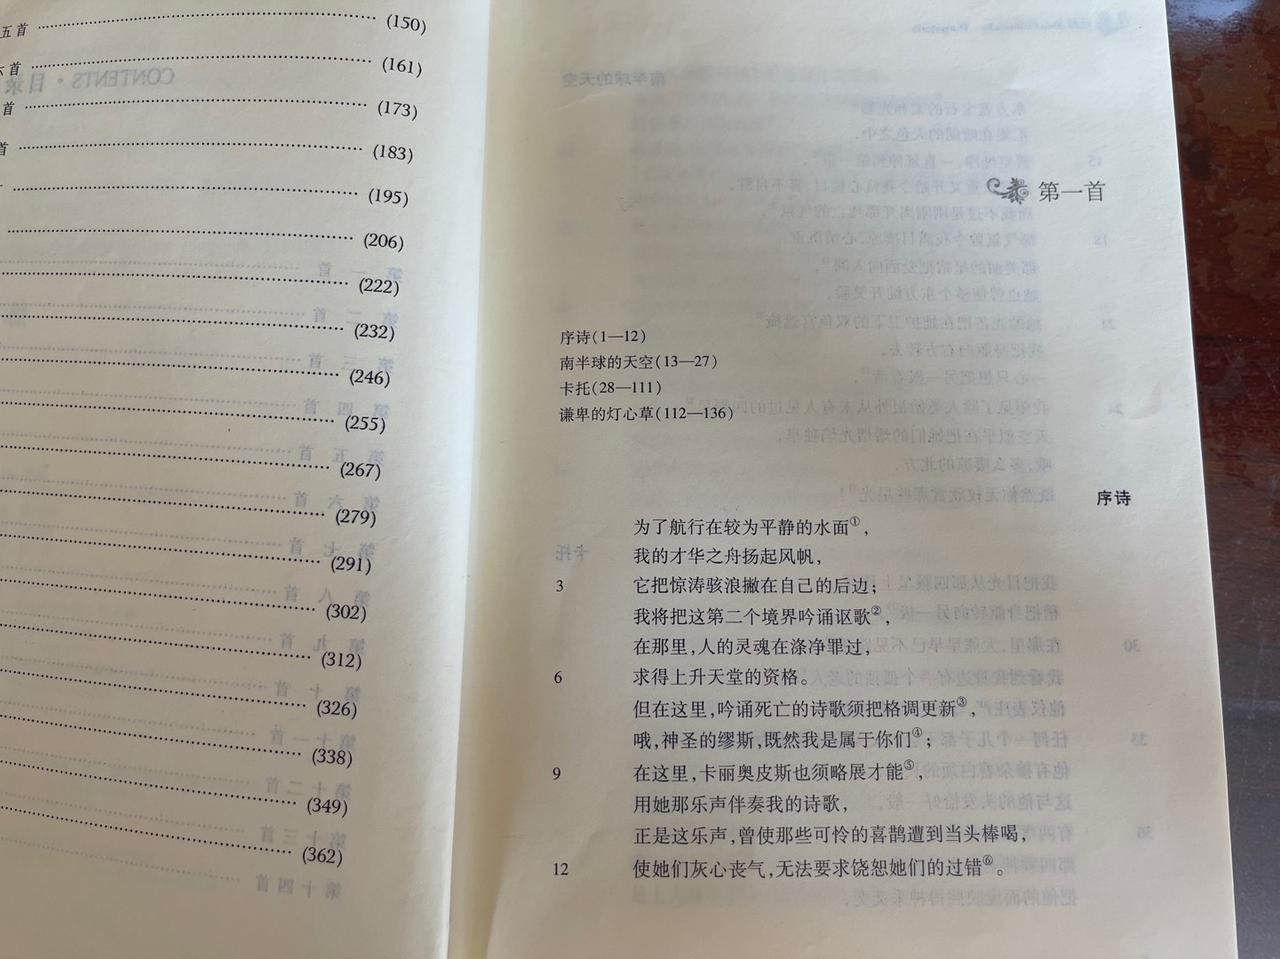 五首 (150)
六首 (161)
首 (173)
首 (183)
(195)
(206)
(222)
(232)
(246)
(255)
(267)
(279)
(291)
(302)
(312)
(326)
(338)
(349)
(362)
第一首
序诗(1—12)
南半球的天空(13—27)
卡托(28—111)
谦卑的灯心草(112—136)
序诗
为了航行在较为平静的水面①,
我的才华之舟扬起风帆,
3 它把惊涛骇浪撇在自己的后边;
我将把这第二个境界吟诵讴歌②,
在那里,人的灵魂在涤净罪过,
6 求得上升天堂的资格。
但在这里,吟诵死亡的诗歌须把格调更新③,
哦,神圣的缪斯,既然我是属于你们④;
9 在这里,卡丽奥皮斯也须略展才能⑤,
用她那乐声伴奏我的诗歌,
正是这乐声,曾使那些可怜的喜鹊遭到当头棒喝,
12 使她们灰心丧气,无法要求饶恕她们的过错⑥。